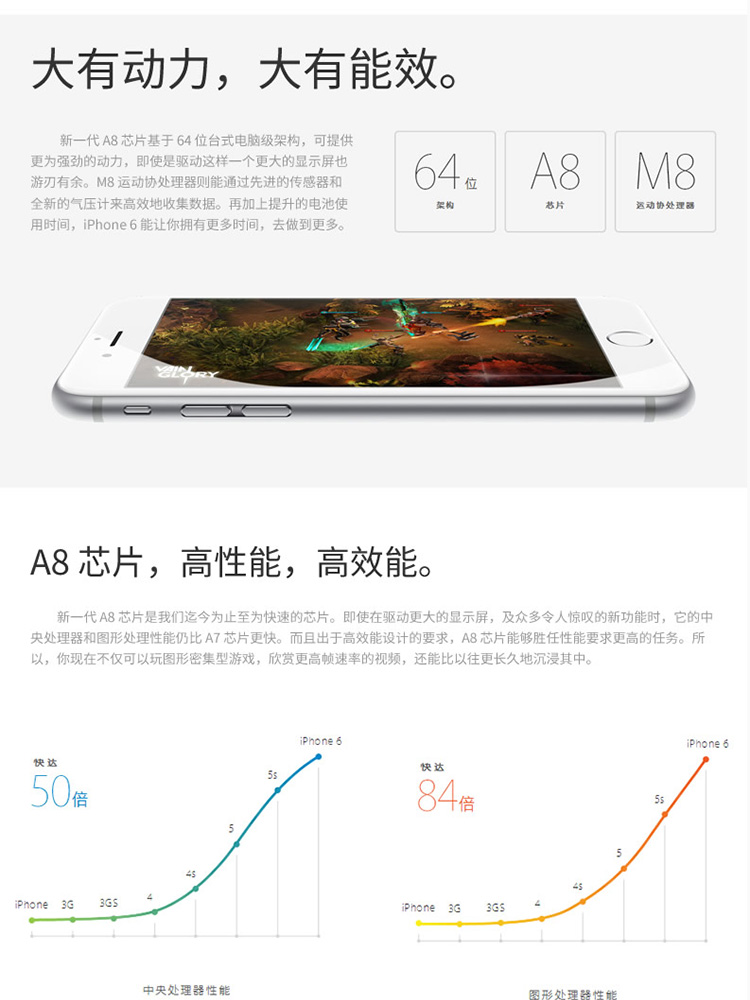 大有动力，大有能效。
新一代 A8 芯片基于 64 位台式电脑级架构，可提供
更为强劲的动力，即使是驱动这样一个更大的显示屏也
游刃有余。M8 运动协处理器则能通过先进的传感器和
全新的气压计来高效地收集数据。再加上提升的电池使
用时间，iPhone 6 能让你拥有更多时间，去做到更多。
64位
架构
A8
芯片
M8
运动协处理器
VAIN
GLORY
A8 芯片，高性能，高效能。
新一代 A8 芯片是我们迄今为止至为快速的芯片。即使在驱动更大的显示屏，及众多令人惊叹的新功能时，它的中
央处理器和图形处理性能仍比 A7 芯片更快。而且出于高效能设计的要求，A8 芯片能够胜任性能要求更高的任务。所
以，你现在不仅可以玩图形密集型游戏，欣赏更高帧速率的视频，还能比以往更长久地沉浸其中。
快达
50倍
iPhone
3G
3GS
4
4s
5
5s
iPhone 6
中央处理器性能
快达
84倍
iPhone
3G
3GS
4
4s
5
5s
iPhone 6
图形处理器性能